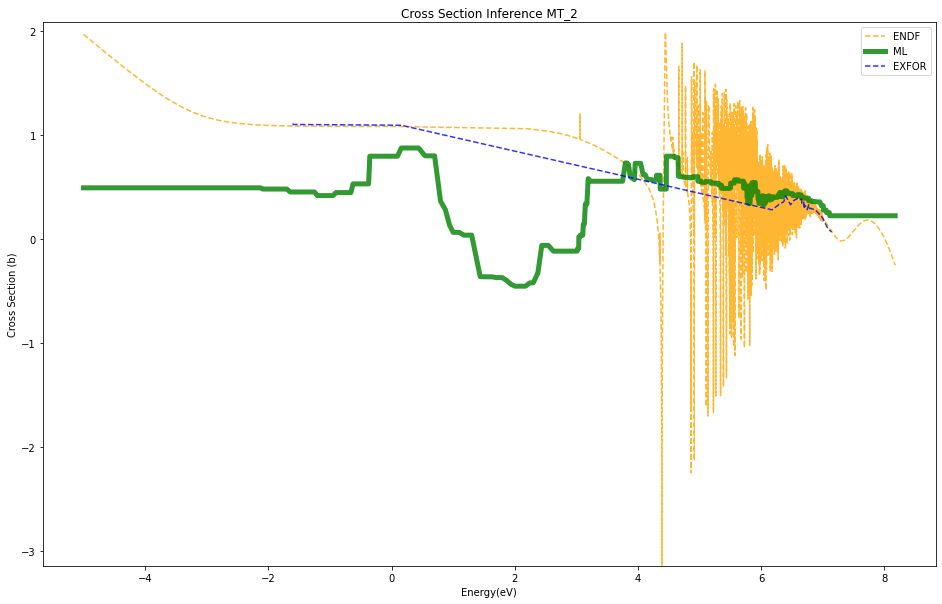 Cross Section Inference MT_2
ENDF
ML
EXFOR
Cross Section (b)
2
1
0
−1
−2
−3
−4
−2
0
2
4
6
8
Energy(eV)